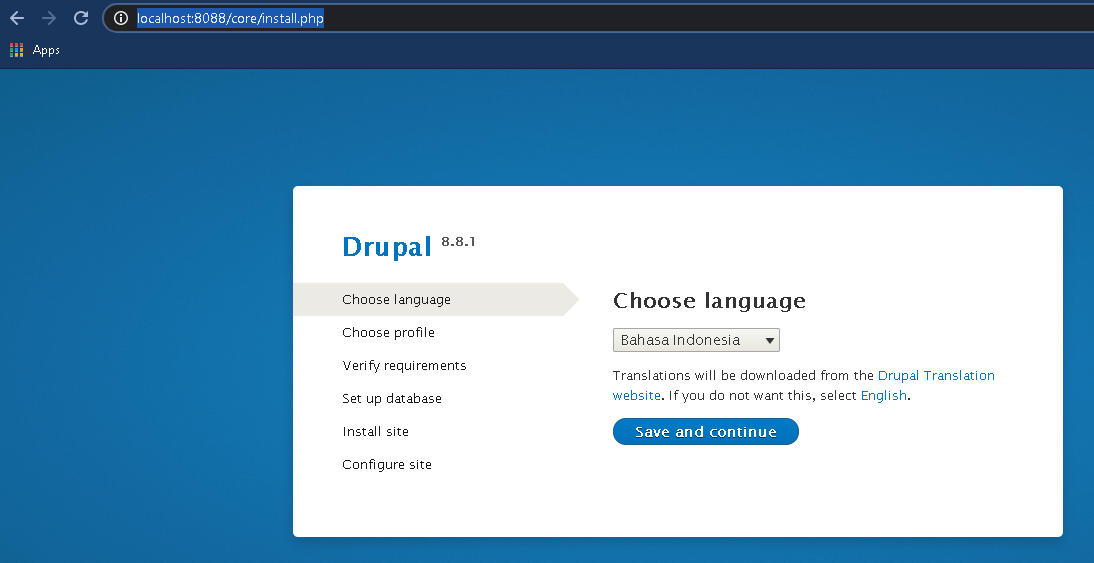 localhost:8088/core/install.php
Apps
Drupal 8.8.1
Choose language
Choose profile
Verify requirements
Set up database
Install site
Configure site
Choose language
Bahasa Indonesia
Translations will be downloaded from the Drupal Translation
website. If you do not want this, select English.
Save and continue